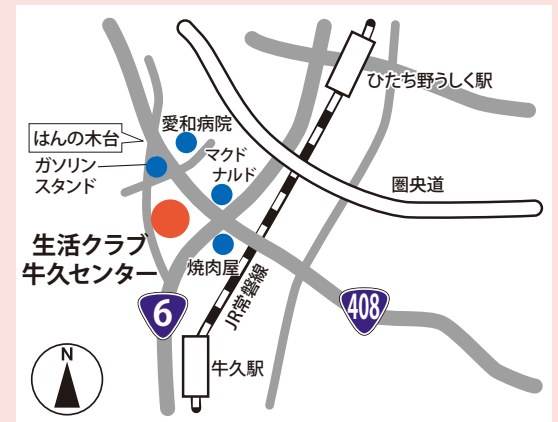 ひたち野うしく駅
はんの木台
愛和病院
ガソリン
スタンド
マクド
ナルド
圏央道
生活クラブ
牛久センター
焼肉屋
JR常磐線
6
408
牛久駅
N